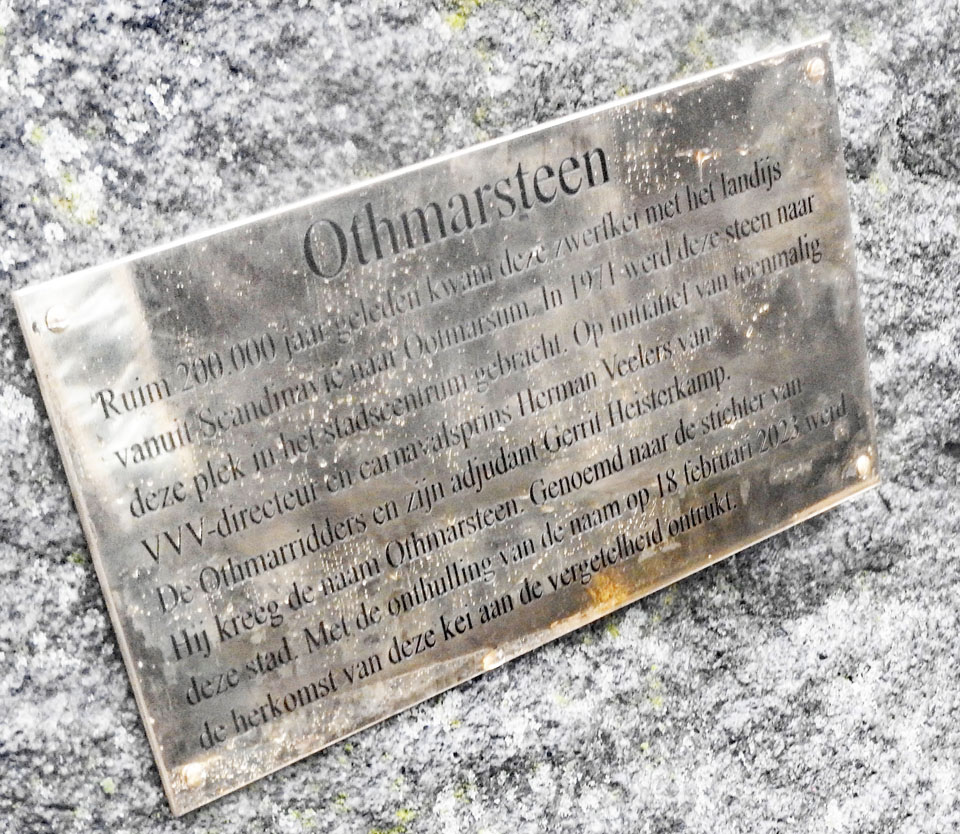 Othmarsteen
Ruim 200.000 jaar geleden kwam deze zwerfkei met het landijs
vanuit Scandinavië naar Ootmarsum. In 1971 werd deze steen naar
deze plek in het stadscentrum gebracht. Op initiatief van toenmalig
VVV-directeur en carnavalsprins Herman Veelers van
De Othmarridders en zijn adjudant Gerrit Heisterkamp.
Hij kreeg de naam Othmarsteen. Genoemd naar de stichter van
deze stad. Met de onthulling van de naam op 18 februari 2023 werd
de herkomst van deze kei aan de vergetelheid ontrukt.